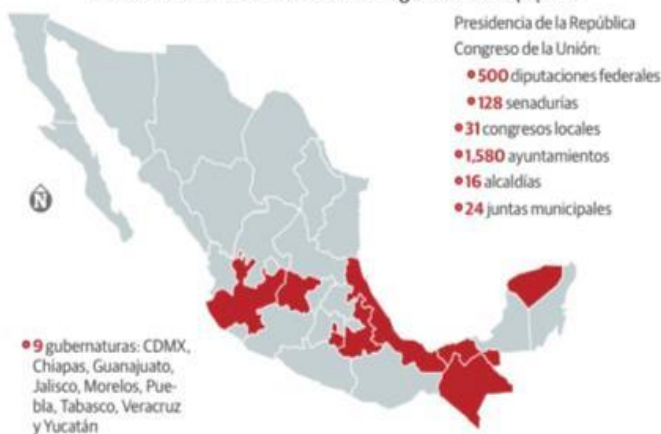 Presidencia de la República
Congreso de la Unión:
•500 diputaciones federales
•128 senadurías
•31 congresos locales
•1,580 ayuntamientos
•16 alcaldías
•24 juntas municipales
N
•9 gubernaturas: CDMX,
Chiapas, Guanajuato,
Jalisco, Morelos, Pue-
bla, Tabasco, Veracruz
y Yucatán